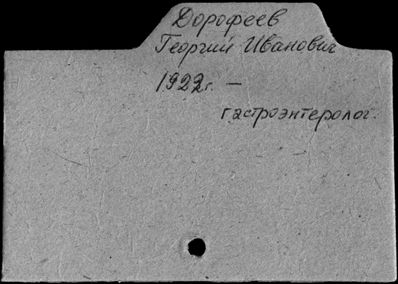 Дорофеев
Георгий Иванович
1922г. —
гастроэнтеролог.